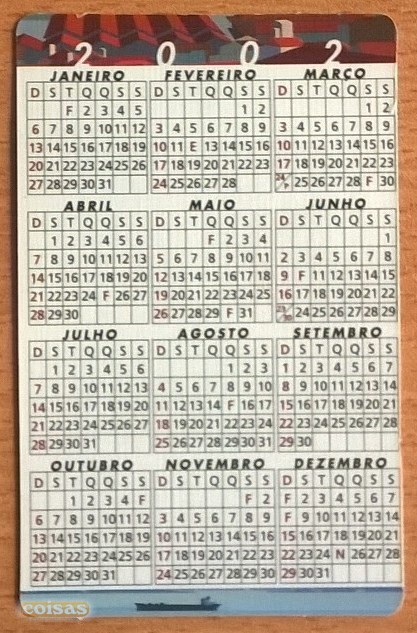 2 0 0 2
JANEIRO
D S T Q Q S S
F 2 3 4 5
6 7 8 9 10 11 12
13 14 15 16 17 18 19
20 21 22 23 24 25 26
27 28 29 30 31
FEVEREIRO
D S T Q Q S S
1 2
3 4 5 6 7 8 9
10 11 E 13 14 15 16
17 18 19 20 21 22 23
24 25 26 27 28
MARÇO
D S T Q Q S S
1 2
3 4 5 6 7 8 9
10 11 12 13 14 15 16
17 18 19 20 21 22 23
24/P 25 26 27 28 F 30
ABRIL
D S T Q Q S S
1 2 3 4 5 6
7 8 9 10 11 12 13
14 15 16 17 18 19 20
21 22 23 24 F 26 27
28 29 30
MAIO
D S T Q Q S S
F 2 3 4
5 6 7 8 9 10 11
12 13 14 15 16 17 18
19 20 21 22 23 24 25
26 27 28 29 F 31
JUNHO
D S T Q Q S S
1
2 3 4 5 6 7 8
9 F 11 12 13 14 15
16 17 18 19 20 21 22
23/30 24 25 26 27 28 29
JULHO
D S T Q Q S S
1 2 3 4 5 6
7 8 9 10 11 12 13
14 15 16 17 18 19 20
21 22 23 24 25 26 27
28 29 30 31
AGOSTO
D S T Q Q S S
1 2 3
4 5 6 7 8 9 10
11 12 13 14 F 16 17
18 19 20 21 22 23 24
25 26 27 28 29 30 31
SETEMBRO
D S T Q Q S S
1 2 3 4 5 6 7
8 9 10 11 12 13 14
15 16 17 18 19 20 21
22 23 24 25 26 27 28
29 30
OUTUBRO
D S T Q Q S S
1 2 3 4 F
6 7 8 9 10 11 12
13 14 15 16 17 18 19
20 21 22 23 24 25 26
27 28 29 30 31
NOVEMBRO
D S T Q Q S S
F 2
3 4 5 6 7 8 9
10 11 12 13 14 15 16
17 18 19 20 21 22 23
24 25 26 27 28 29 30
DEZEMBRO
D S T Q Q S S
F 2 3 4 5 6 7
F 9 10 11 12 13 14
15 16 17 18 19 20 21
22 23 24 N 26 27 28
29 30 31
coisas